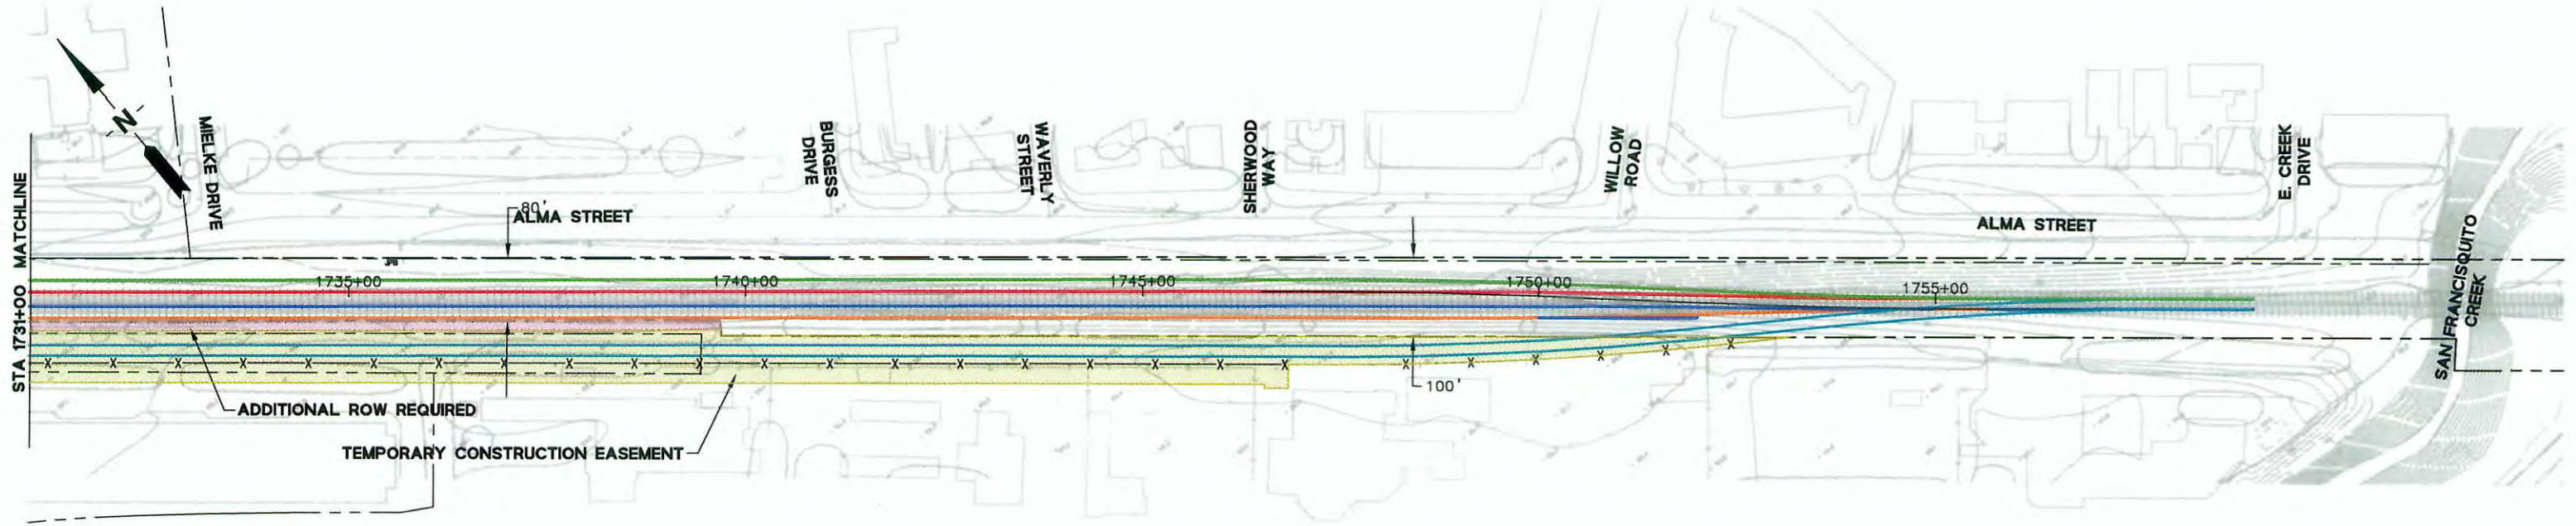 N
MIELKE DRIVE
BURGESS
DRIVE
WAVERLY
STREET
SHERWOOD
WAY
WILLOW
ROAD
E. CREEK
DRIVE
80'
ALMA STREET
ALMA STREET
STA 1731+00 MATCHLINE
JPB
1735+00
1740+00
1745+00
1750+00
1755+00
SAN FRANCISQUITO
CREEK
100'
ADDITIONAL ROW REQUIRED
TEMPORARY CONSTRUCTION EASEMENT